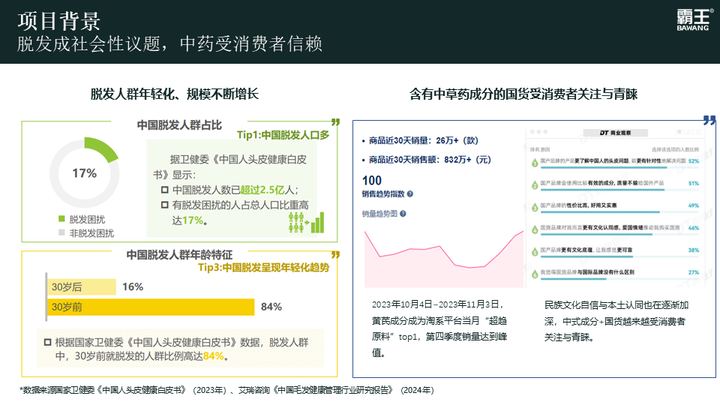 项目背景
脱发成社会性议题，中药受消费者信赖
霸王
BAWANG
脱发人群年轻化、规模不断增长
中国脱发人群占比
Tip1:中国脱发人口多
17%
脱发困扰
非脱发困扰
据卫健委《中国人头皮健康白皮
书》显示：
中国脱发人数已超过2.5亿人；
有脱发困扰的人占总人口比重高
达17%。
中国脱发人群年龄特征
Tip3:中国脱发呈现年轻化趋势
30岁后
16%
30岁前
84%
根据国家卫健委《中国人头皮健康白皮书》数据，脱发人群
中，30岁前就脱发的人群比例高达84%。
含有中草药成分的国货受消费者关注与青睐
商品近30天销量：26万+（款）
商品近30天销售额：832万+（元）
100
销售趋势指数
销量趋势图
2023年10月4日–2023年11月3日，
黄芪成分成为淘系平台当月“超趋
原料”top1，第四季度销量达到峰
值。
DT 商业观察
52%
51%
49%
46%
38%
27%
民族文化自信与本土认同也在逐渐加
深，中式成分+国货越来越受消费者
关注与青睐。
*数据来源国家卫健委《中国人头皮健康白皮书》（2023年）、艾瑞咨询《中国毛发健康管理行业研究报告》（2024年）